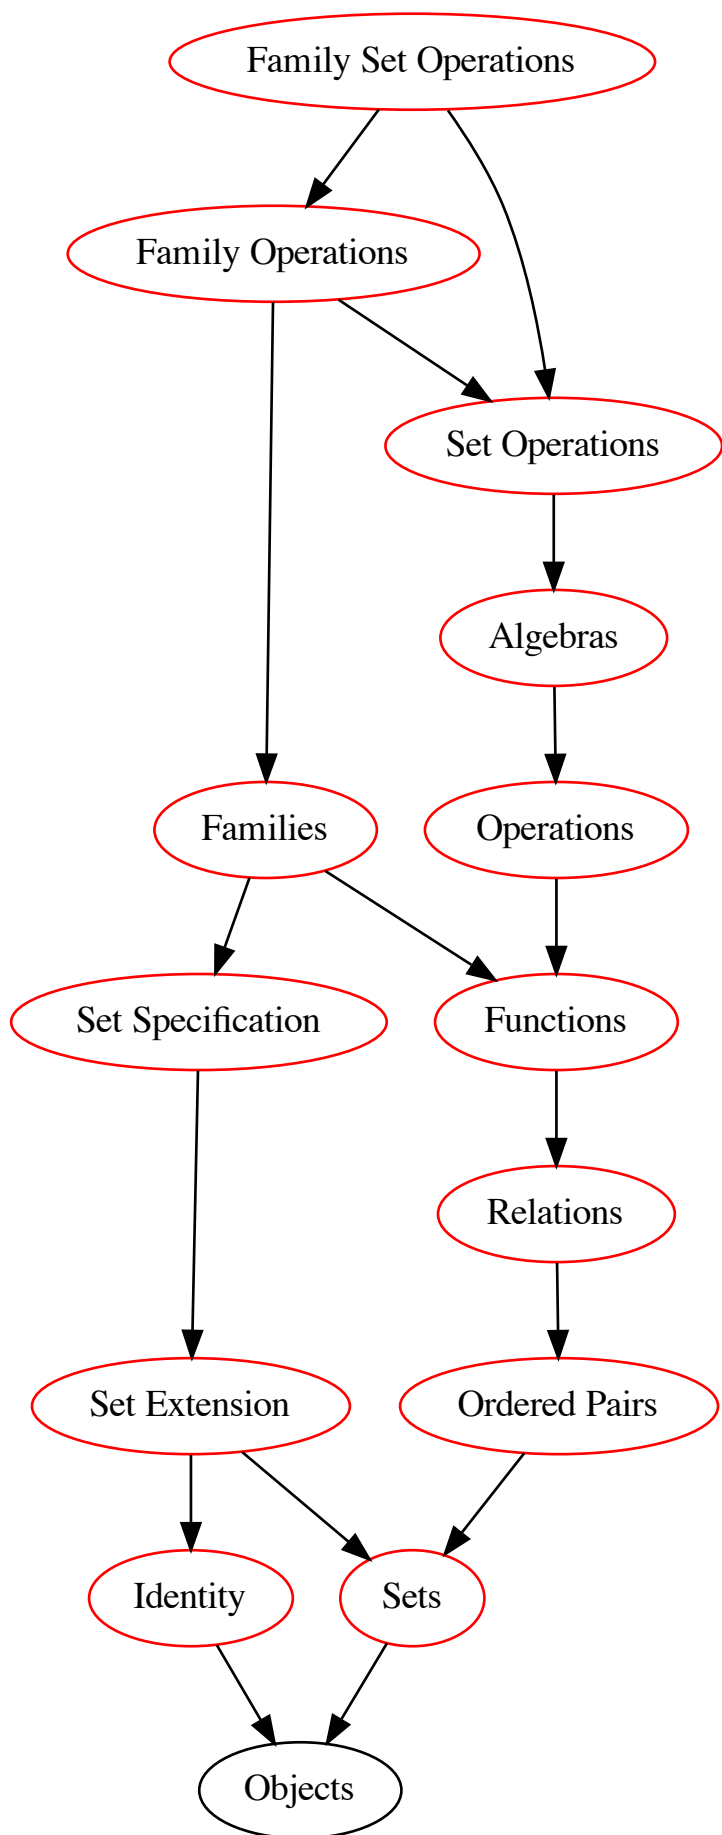 Family Set Operations
Family Operations
Set Operations
Algebras
Families
Operations
Set Specification
Functions
Relations
Set Extension
Ordered Pairs
Identity
Sets
Objects